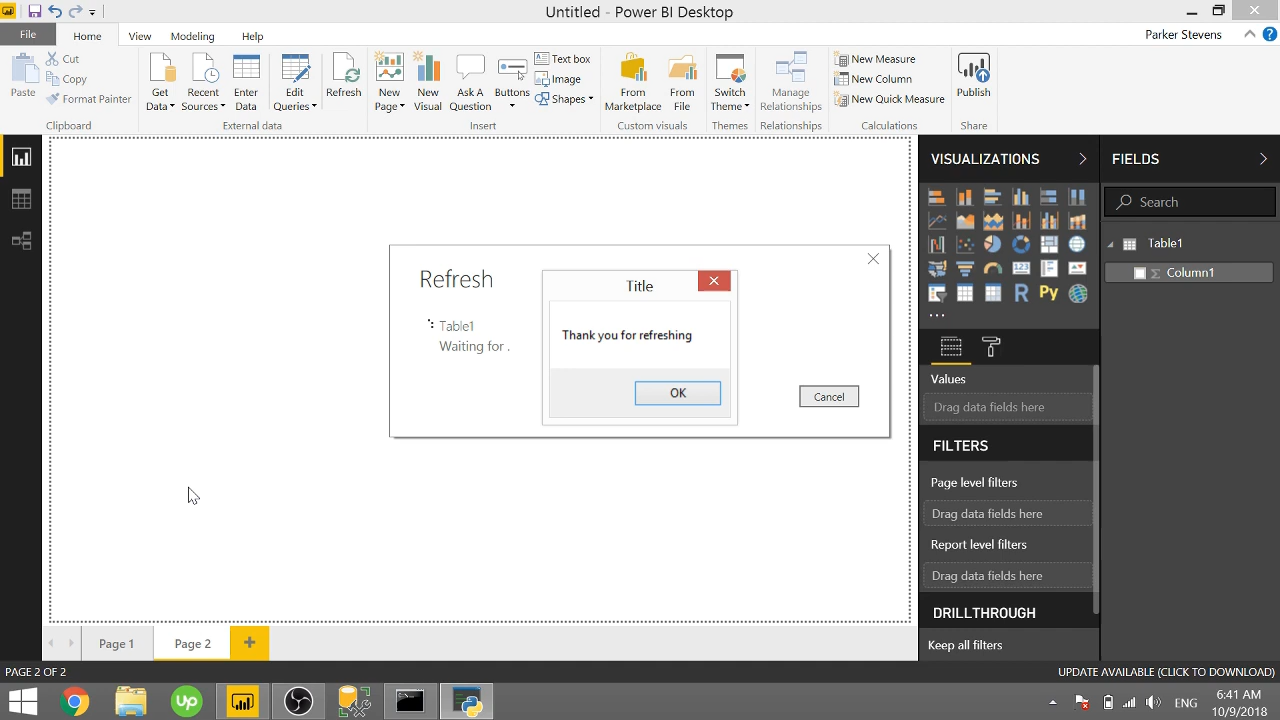 Untitled - Power BI Desktop
File
Home
View
Modeling
Help
Parker Stevens
?
Paste
Cut
Copy
Format Painter
Clipboard
Get
Data
Recent
Sources
Enter
Data
Edit
Queries
Refresh
External data
New
Page
New
Visual
Ask A
Question
Buttons
Text box
Image
Shapes
Insert
From
Marketplace
From
File
Custom visuals
Switch
Theme
Themes
Manage
Relationships
Relationships
New Measure
New Column
New Quick Measure
Calculations
Publish
Share
Refresh
Table1
Waiting for .
Title
Thank you for refreshing
OK
Cancel
VISUALIZATIONS
123
R
Py
...
Values
Drag data fields here
FILTERS
Page level filters
Drag data fields here
Report level filters
Drag data fields here
DRILLTHROUGH
Keep all filters
FIELDS
Search
Table1
Σ Column1
Page 1
Page 2
+
PAGE 2 OF 2
UPDATE AVAILABLE (CLICK TO DOWNLOAD)
Up
ENG
6:41 AM
10/9/2018